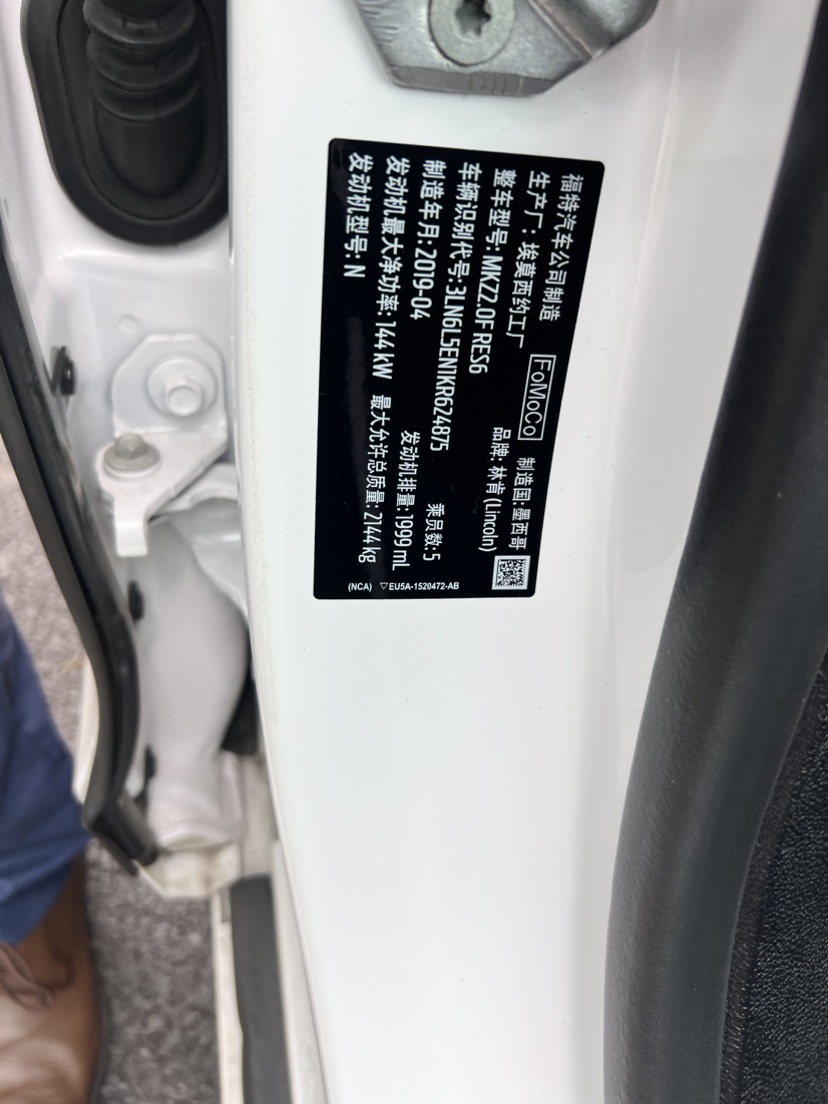 福特汽车公司制造
生产厂: 埃莫西约工厂 FoMoCo 制造国: 墨西哥
整车型号: MKZ2.0F RES6 品牌: 林肯 (Lincoln)
车辆识别代号: 3LN6L5EN1KR624875
制造年月: 2019-04 乘员数: 5
发动机最大净功率: 144 kW 发动机排量: 1999 mL
发动机型号: N 最大允许总质量: 2144 kg
(NCA) ▽EU5A-1520472-AB